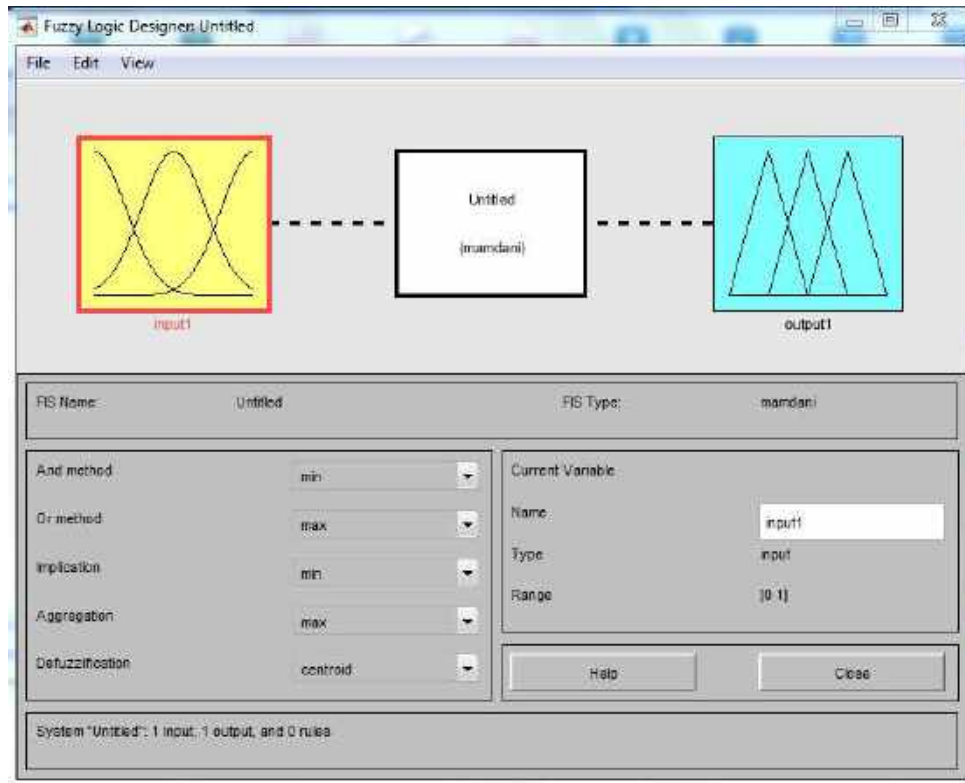 Fuzzy Logic Designer: Untitled
File Edit View
Untitled
(mamdani)
input1
output1
FIS Name: Untitled FIS Type: mamdani
And method min
Or method max
Implication min
Aggregation max
Defuzzification centroid
Current Variable
Name input1
Type input
Range [0 1]
Help Close
System "Untitled": 1 input, 1 output, and 0 rules